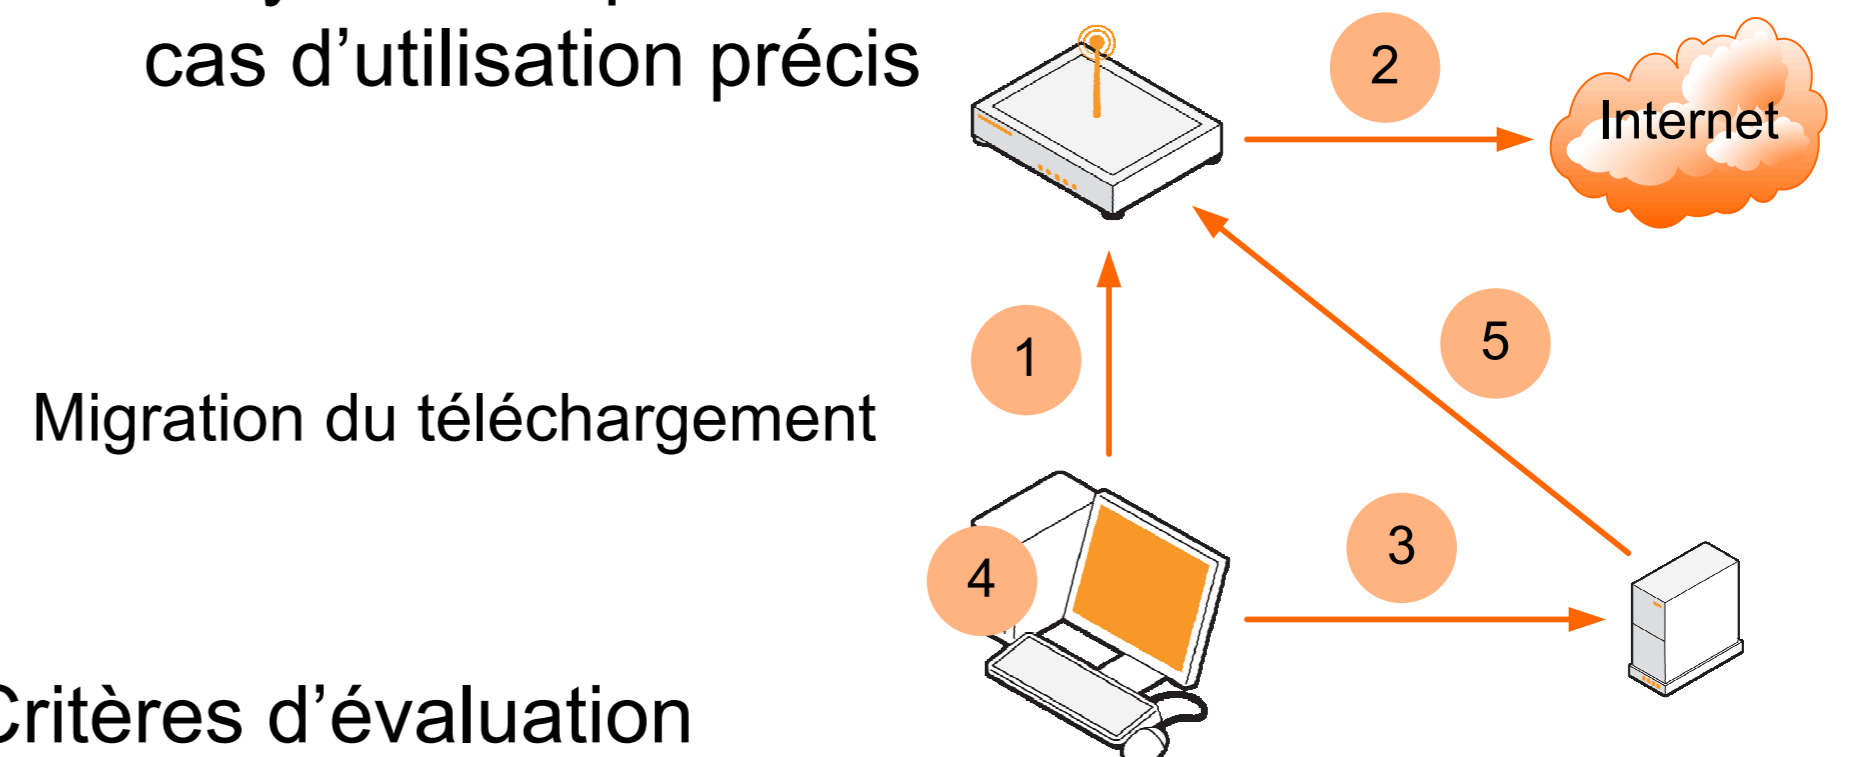 cas d’utilisation précis
2
Internet
1
5
Migration du téléchargement
3
4
Critères d’évaluation